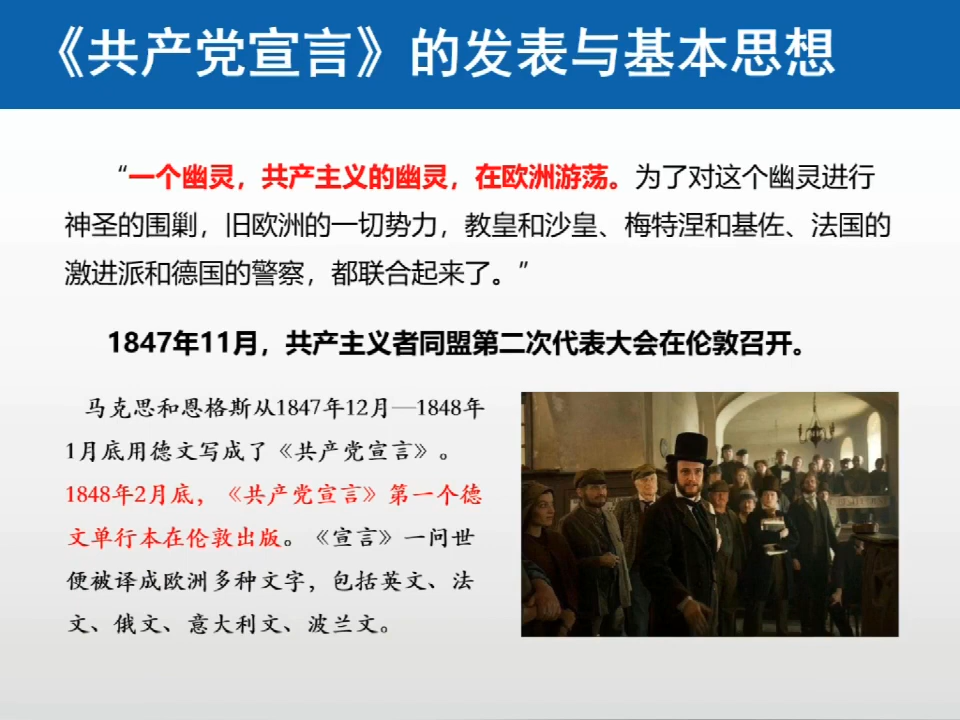 《共产党宣言》的发表与基本思想
“一个幽灵，共产主义的幽灵，在欧洲游荡。为了对这个幽灵进行
神圣的围剿，旧欧洲的一切势力，教皇和沙皇、梅特涅和基佐、法国的
激进派和德国的警察，都联合起来了。”
1847年11月，共产主义者同盟第二次代表大会在伦敦召开。
马克思和恩格斯从1847年12月—1848年
1月底用德文写成了《共产党宣言》。
1848年2月底，《共产党宣言》第一个德
文单行本在伦敦出版。《宣言》一问世
便被译成欧洲多种文字，包括英文、法
文、俄文、意大利文、波兰文。